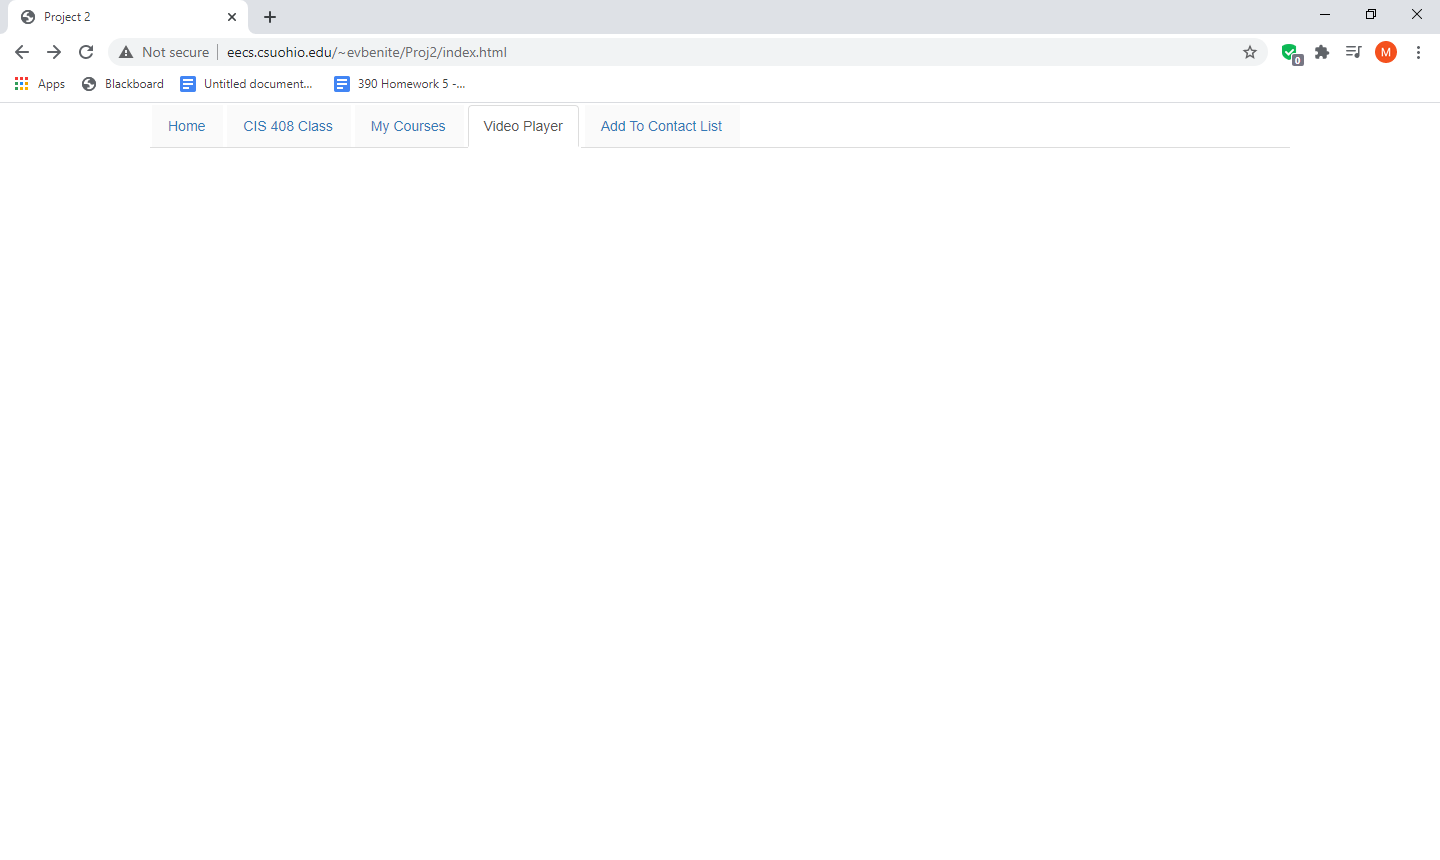 Project 2
Not secure eecs.csuohio.edu/~evbenite/Proj2/index.html
0 M
Apps Blackboard Untitled document... 390 Homework 5 -...
Home CIS 408 Class My Courses Video Player Add To Contact List